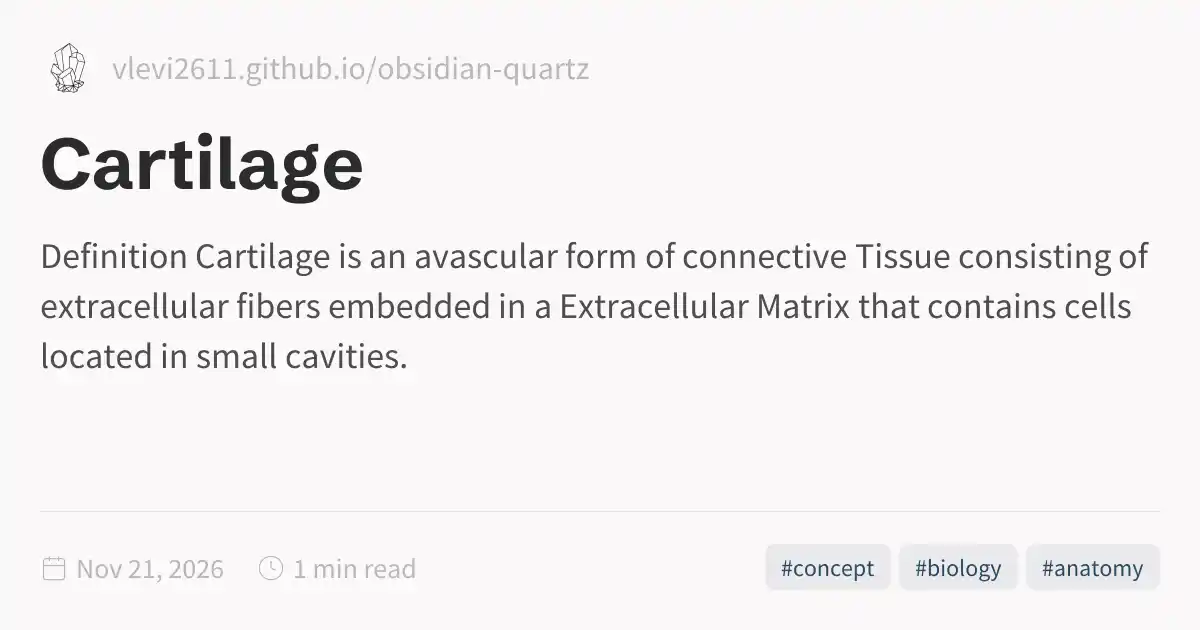 vlevi2611.github.io/obsidian-quartz
Cartilage
Definition Cartilage is an avascular form of connective Tissue consisting of
extracellular fibers embedded in a Extracellular Matrix that contains cells
located in small cavities.
Nov 21, 2026 1 min read #concept #biology #anatomy